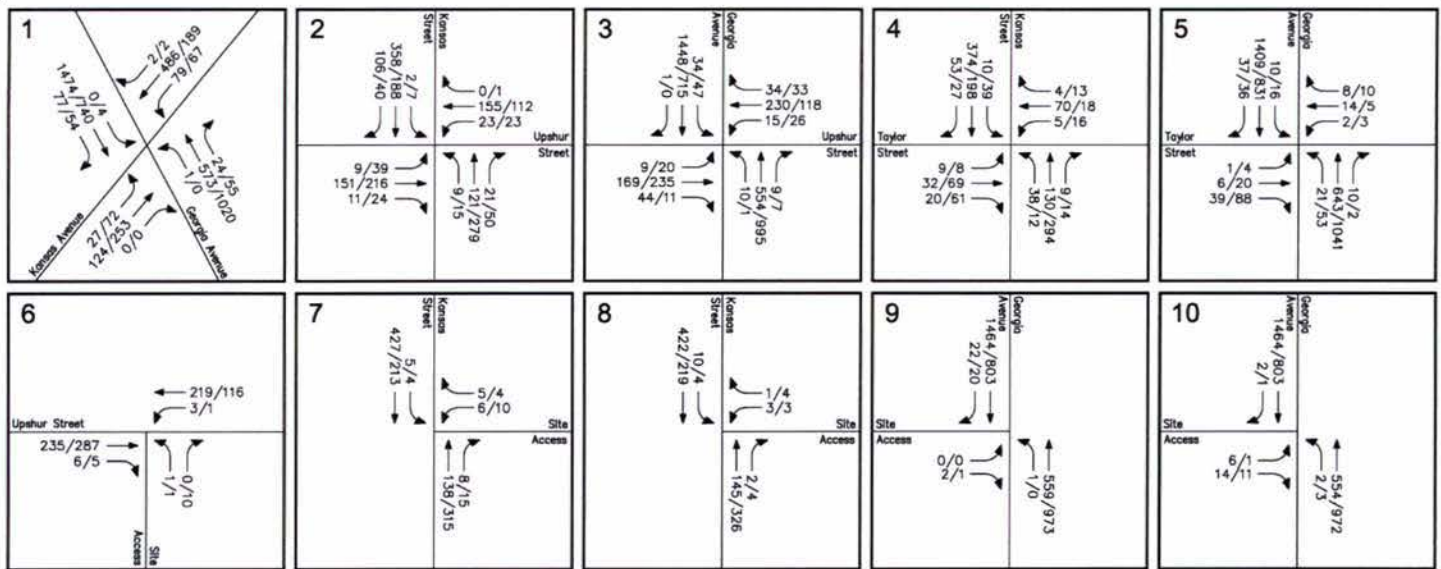 1
2/2
486/189
79/67
0/4
1474/740
77/54
24/55
573/1020
1/0
27/72
124/253
0/0
Kansas Avenue
Georgia Avenue
2
Kansas
Street
2/7
358/188
106/40
0/1
155/112
23/23
Upshur
Street
9/39
151/216
11/24
9/15
121/279
21/50
3
Georgia
Avenue
34/47
1448/715
1/0
34/33
230/118
15/26
Upshur
Street
9/20
169/235
44/11
10/1
554/995
9/7
4
Kansas
Street
10/39
374/198
53/27
4/13
70/18
5/16
Taylor
Street
9/8
32/69
20/61
38/12
130/294
9/14
5
Georgia
Avenue
10/16
1409/831
37/36
8/10
14/5
2/3
Taylor
Street
1/4
6/20
39/88
21/53
643/1041
10/2
6
219/116
3/1
Upshur Street
235/287
6/5
1/1
0/10
Site
Access
7
Kansas
Street
5/4
427/213
5/4
6/10
Site
Access
138/315
8/15
8
Kansas
Street
10/4
422/219
1/4
3/3
Site
Access
145/326
2/4
9
Georgia
Avenue
1464/803
22/20
Site
Access
0/0
2/1
1/0
559/973
10
Georgia
Avenue
1464/803
2/1
Site
Access
6/1
14/11
2/3
554/972